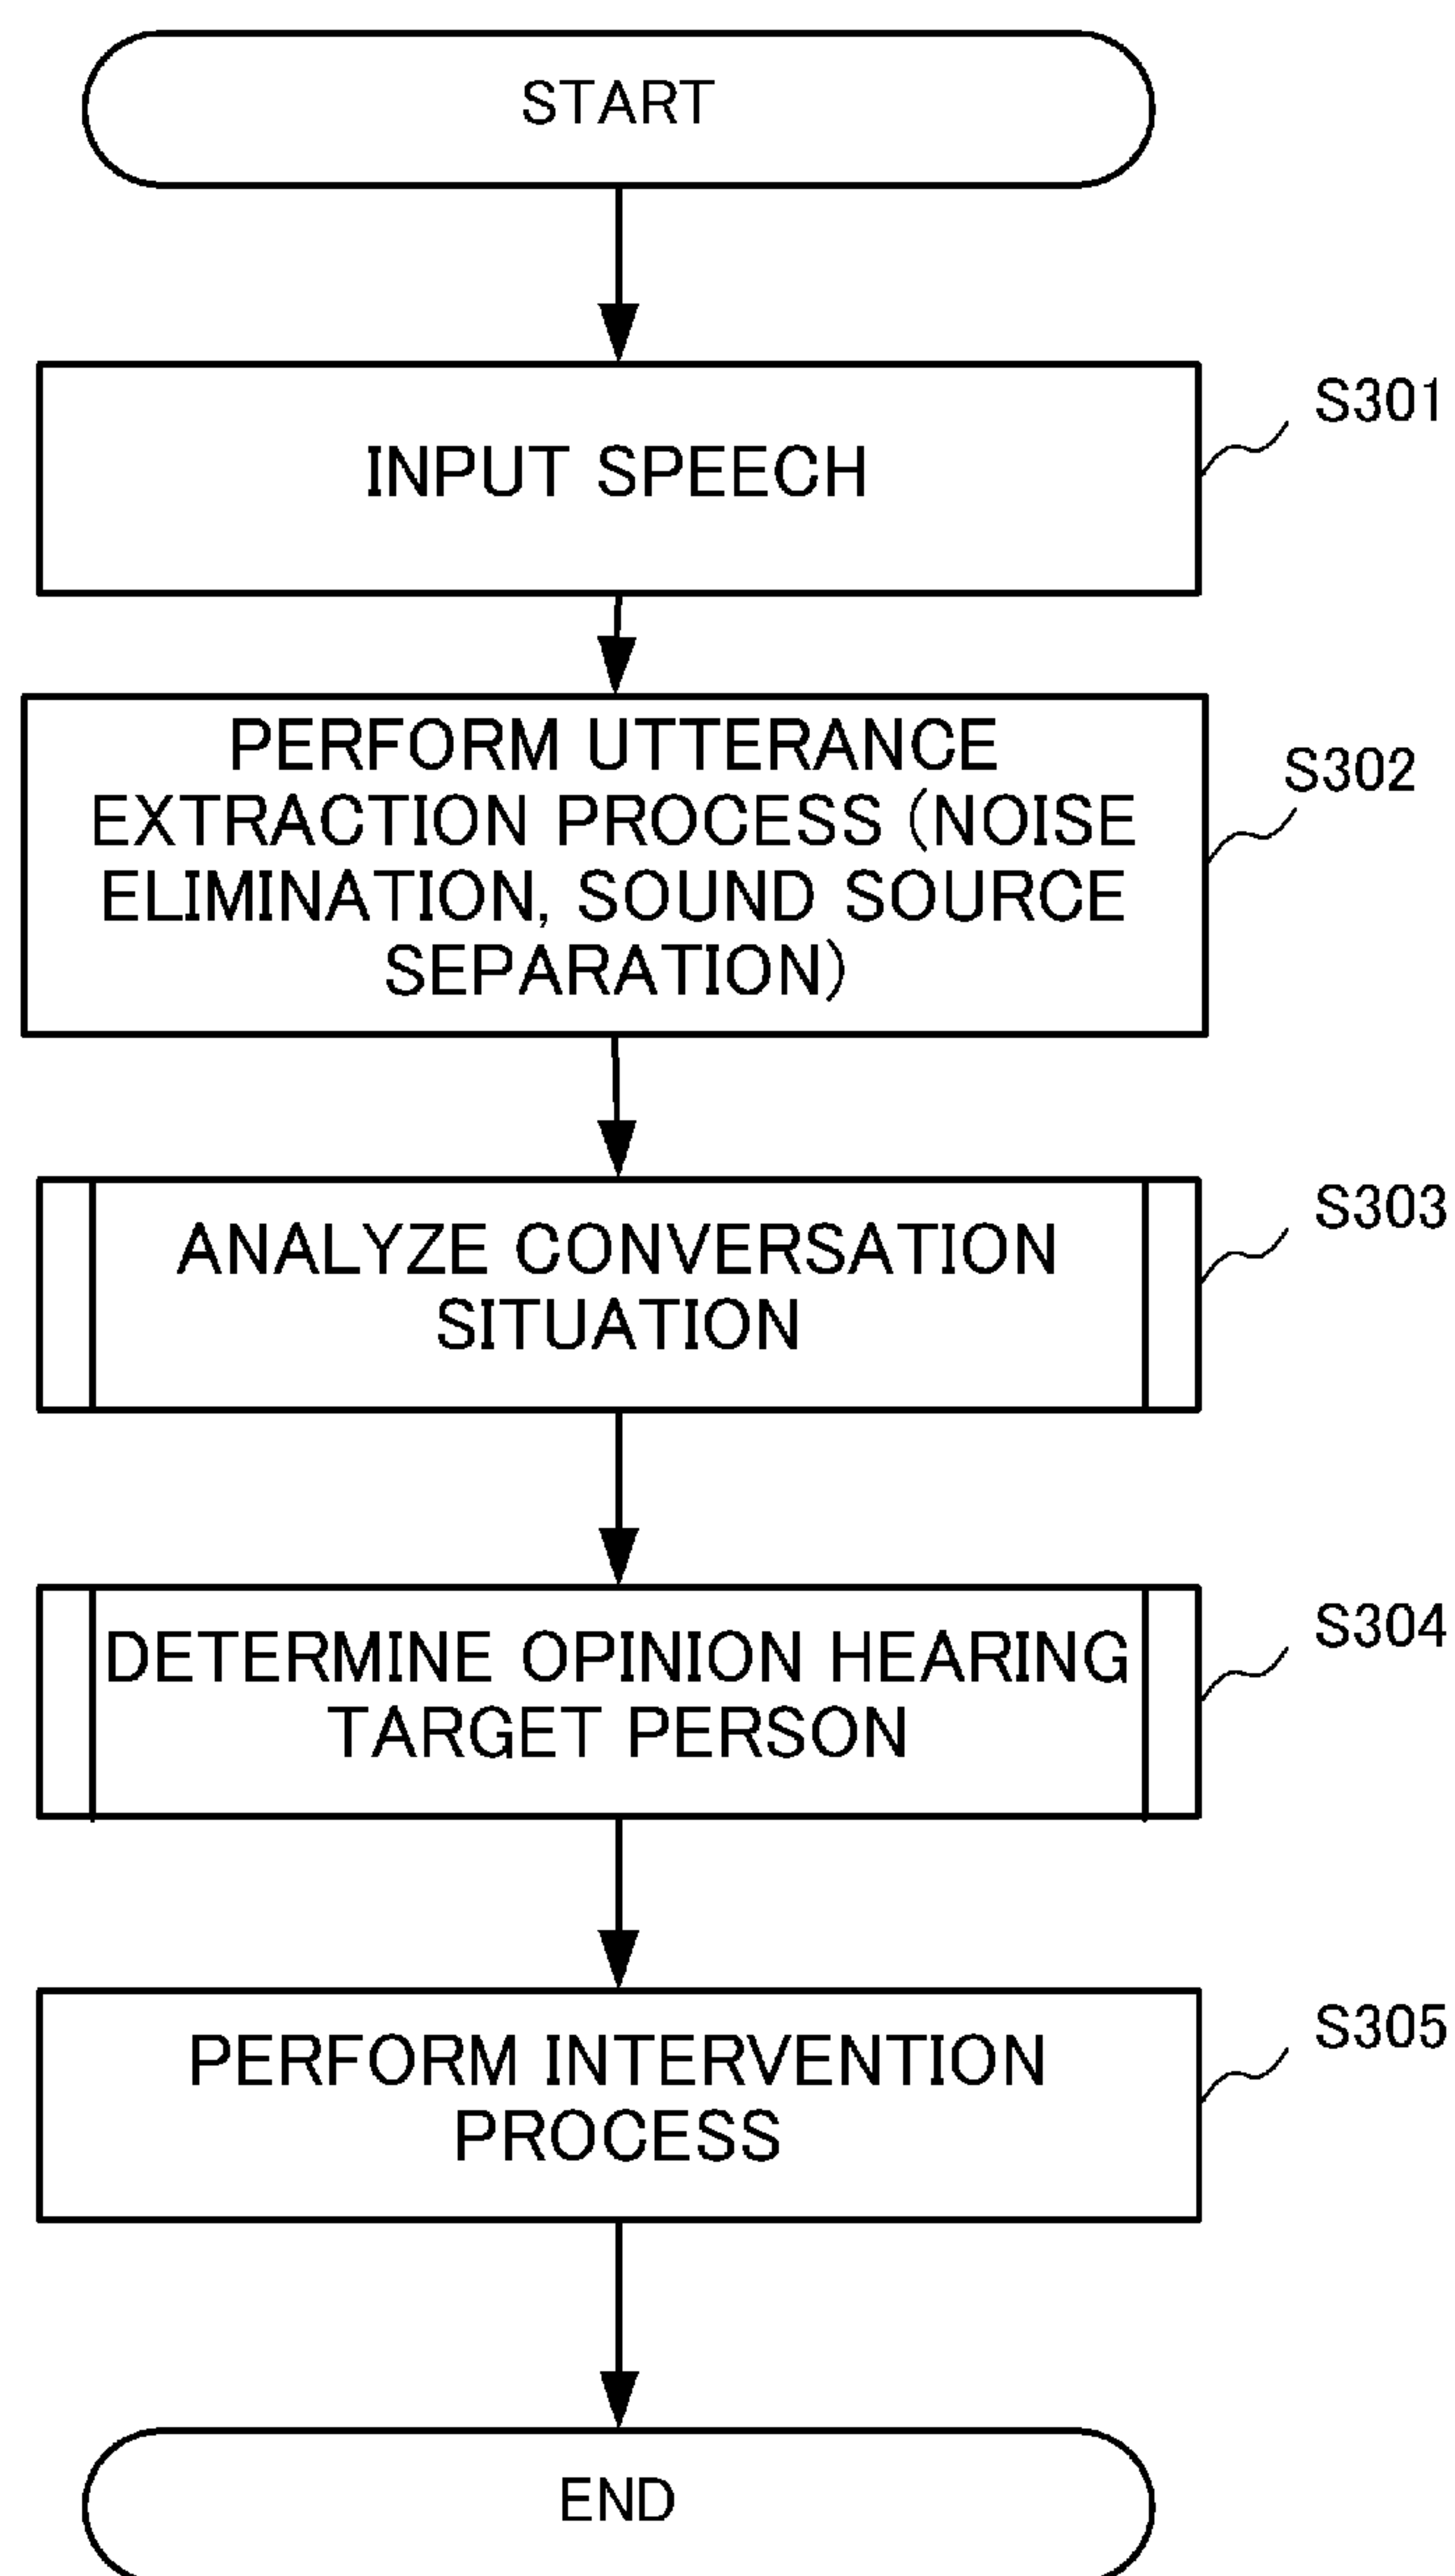 START
INPUT SPEECH
S301
PERFORM UTTERANCE
EXTRACTION PROCESS (NOISE
ELIMINATION, SOUND SOURCE
SEPARATION)
S302
ANALYZE CONVERSATION
SITUATION
S303
DETERMINE OPINION HEARING
TARGET PERSON
S304
PERFORM INTERVENTION
PROCESS
S305
END